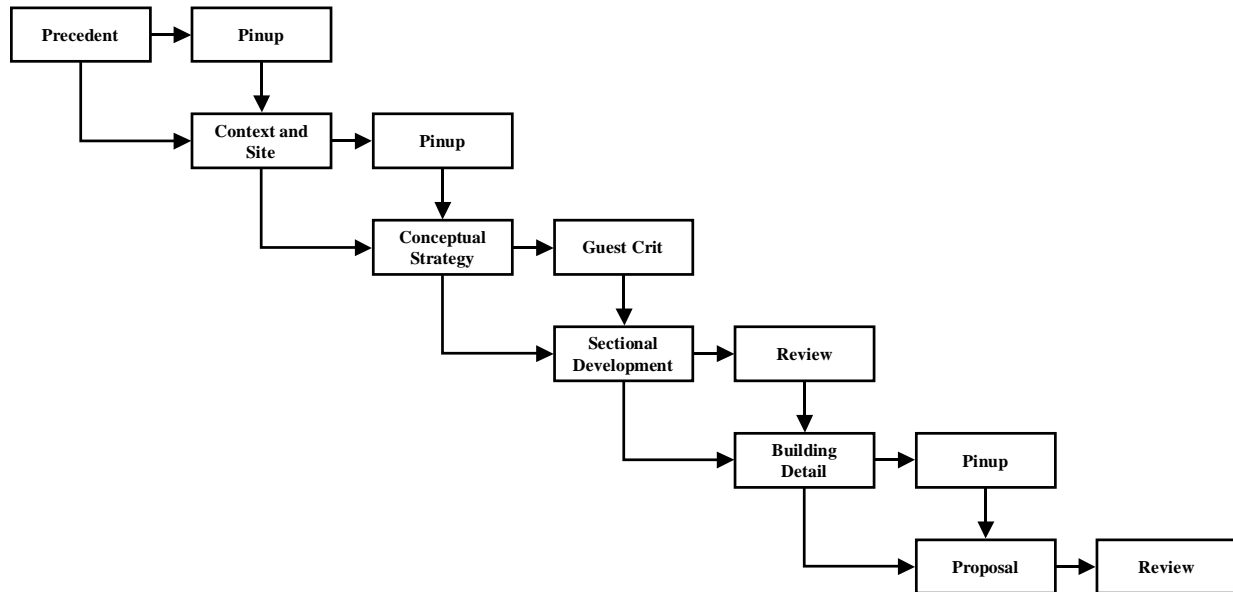 Precedent
Pinup
Context and
Site
Pinup
Conceptual
Strategy
Guest Crit
Sectional
Development
Review
Building
Detail
Pinup
Proposal
Review